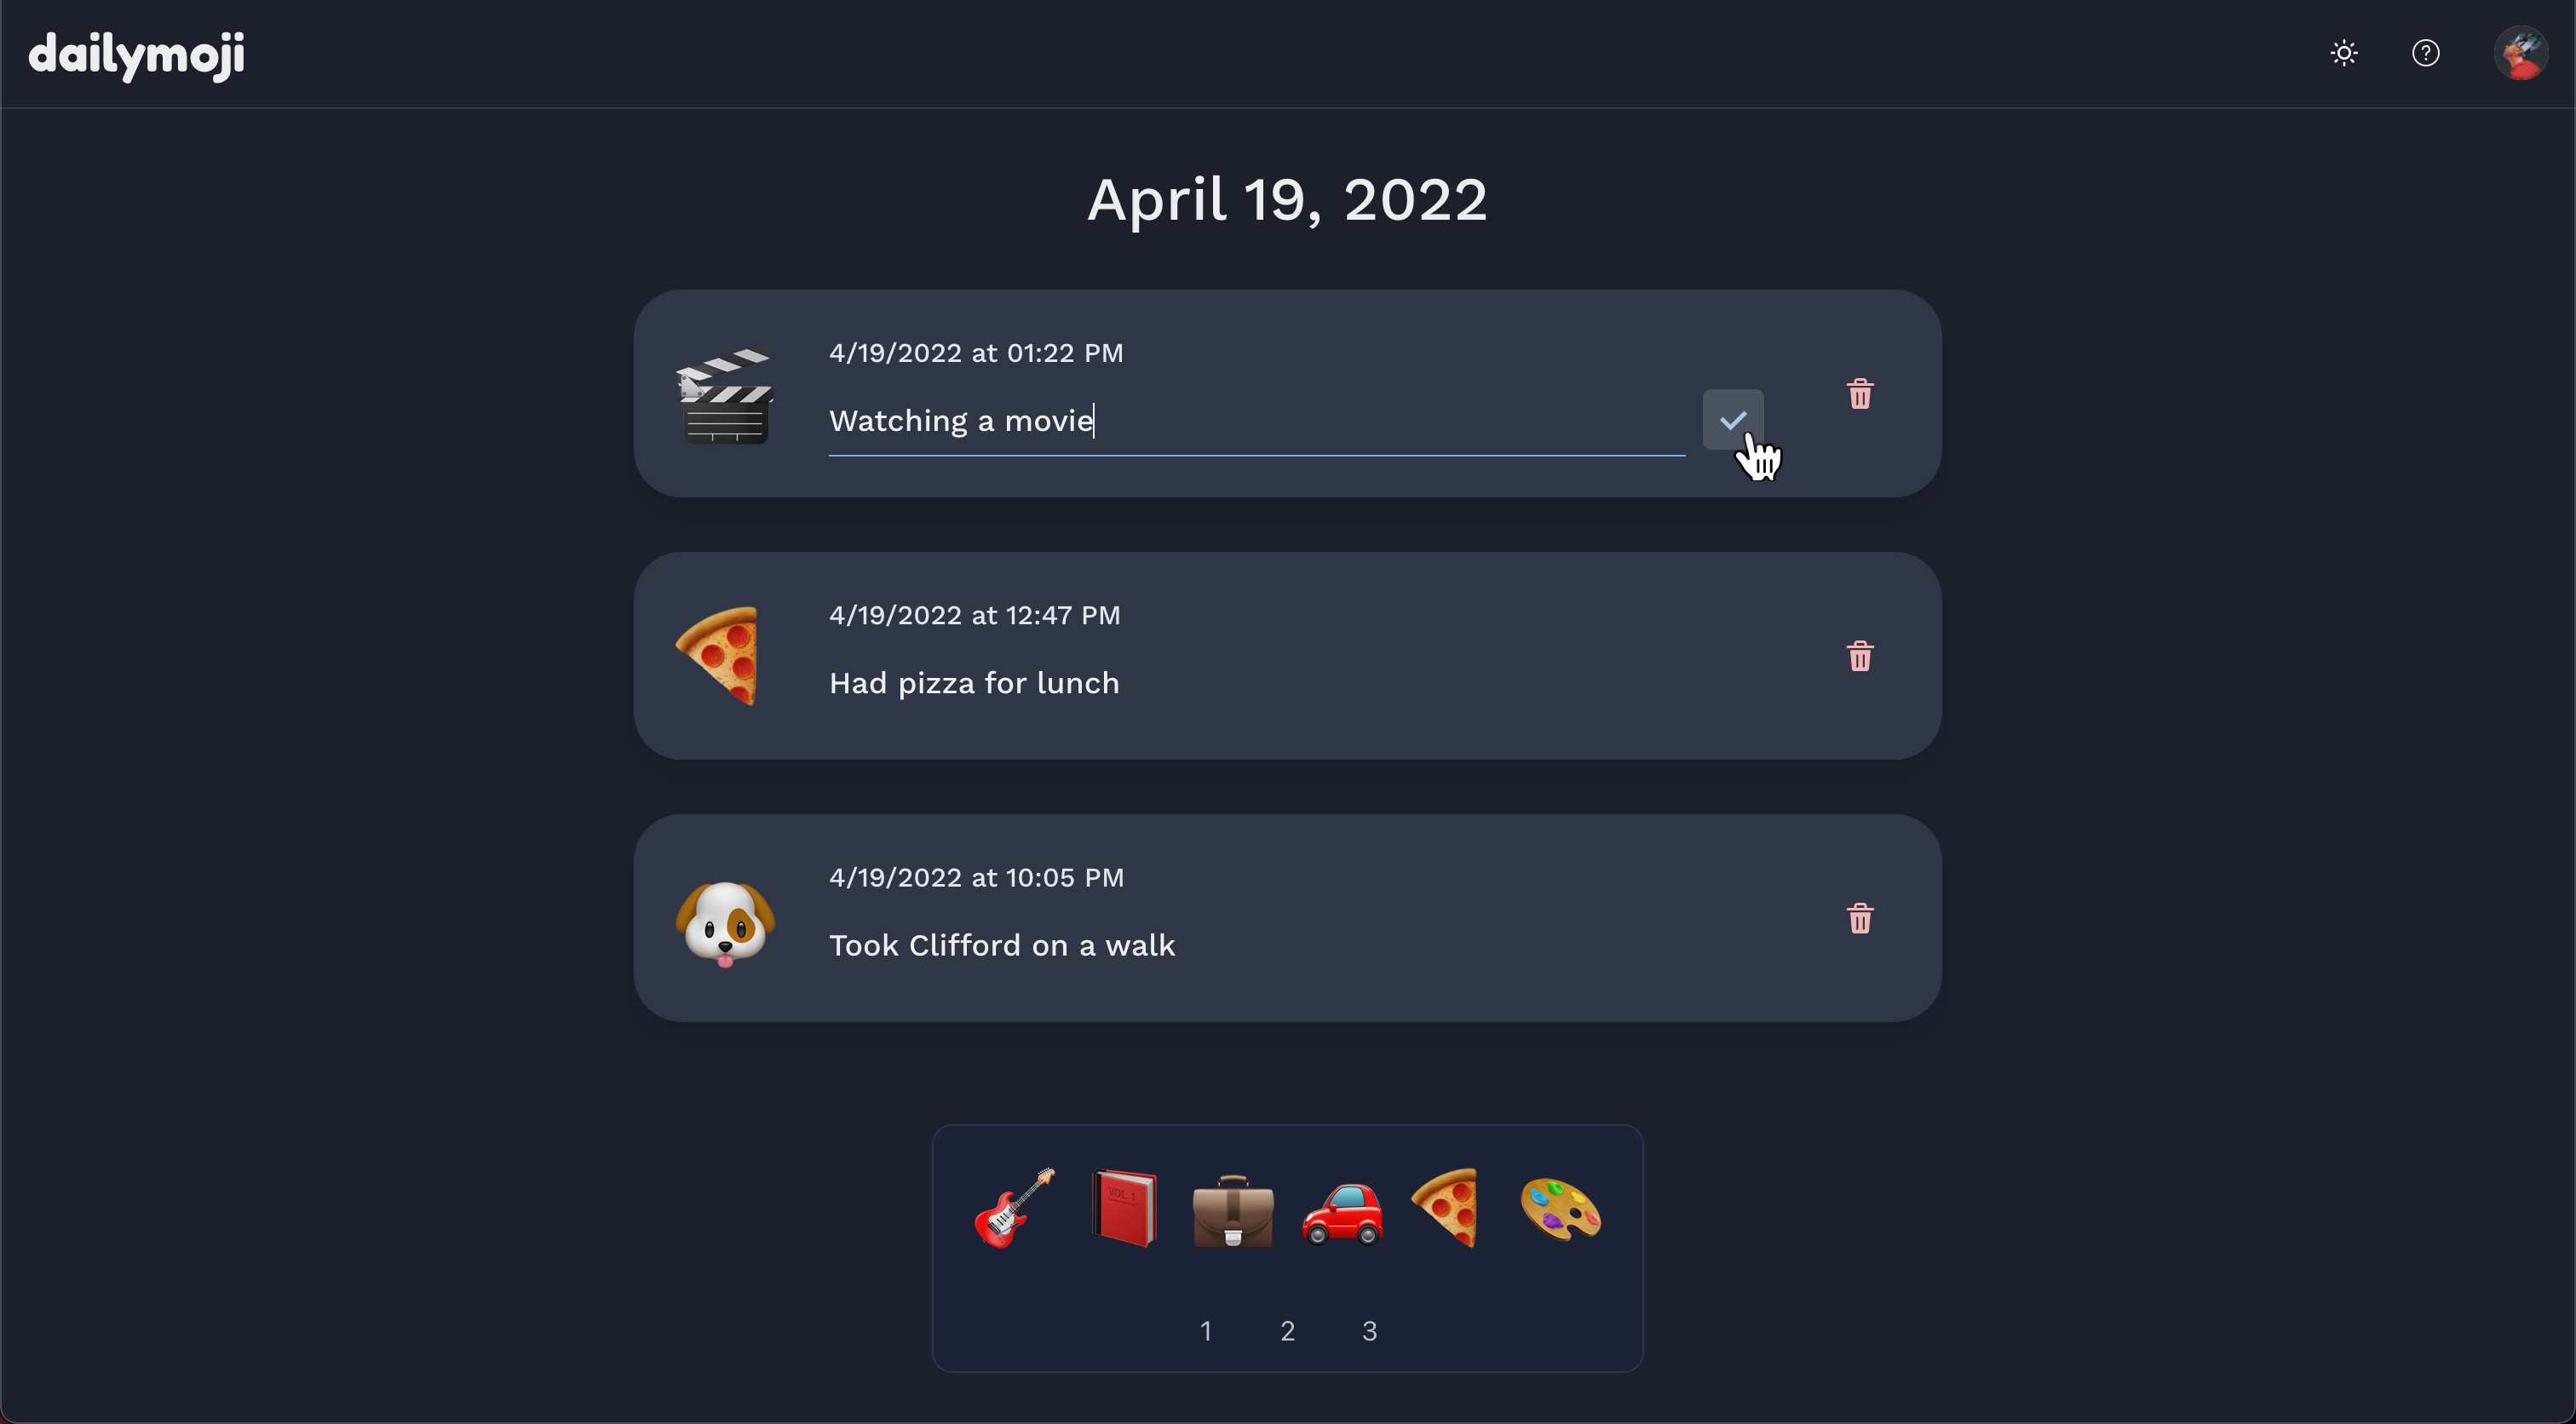 dailymoji
April 19, 2022
4/19/2022 at 01:22 PM
Watching a movie
4/19/2022 at 12:47 PM
Had pizza for lunch
4/19/2022 at 10:05 PM
Took Clifford on a walk
VOL. 1
1 2 3